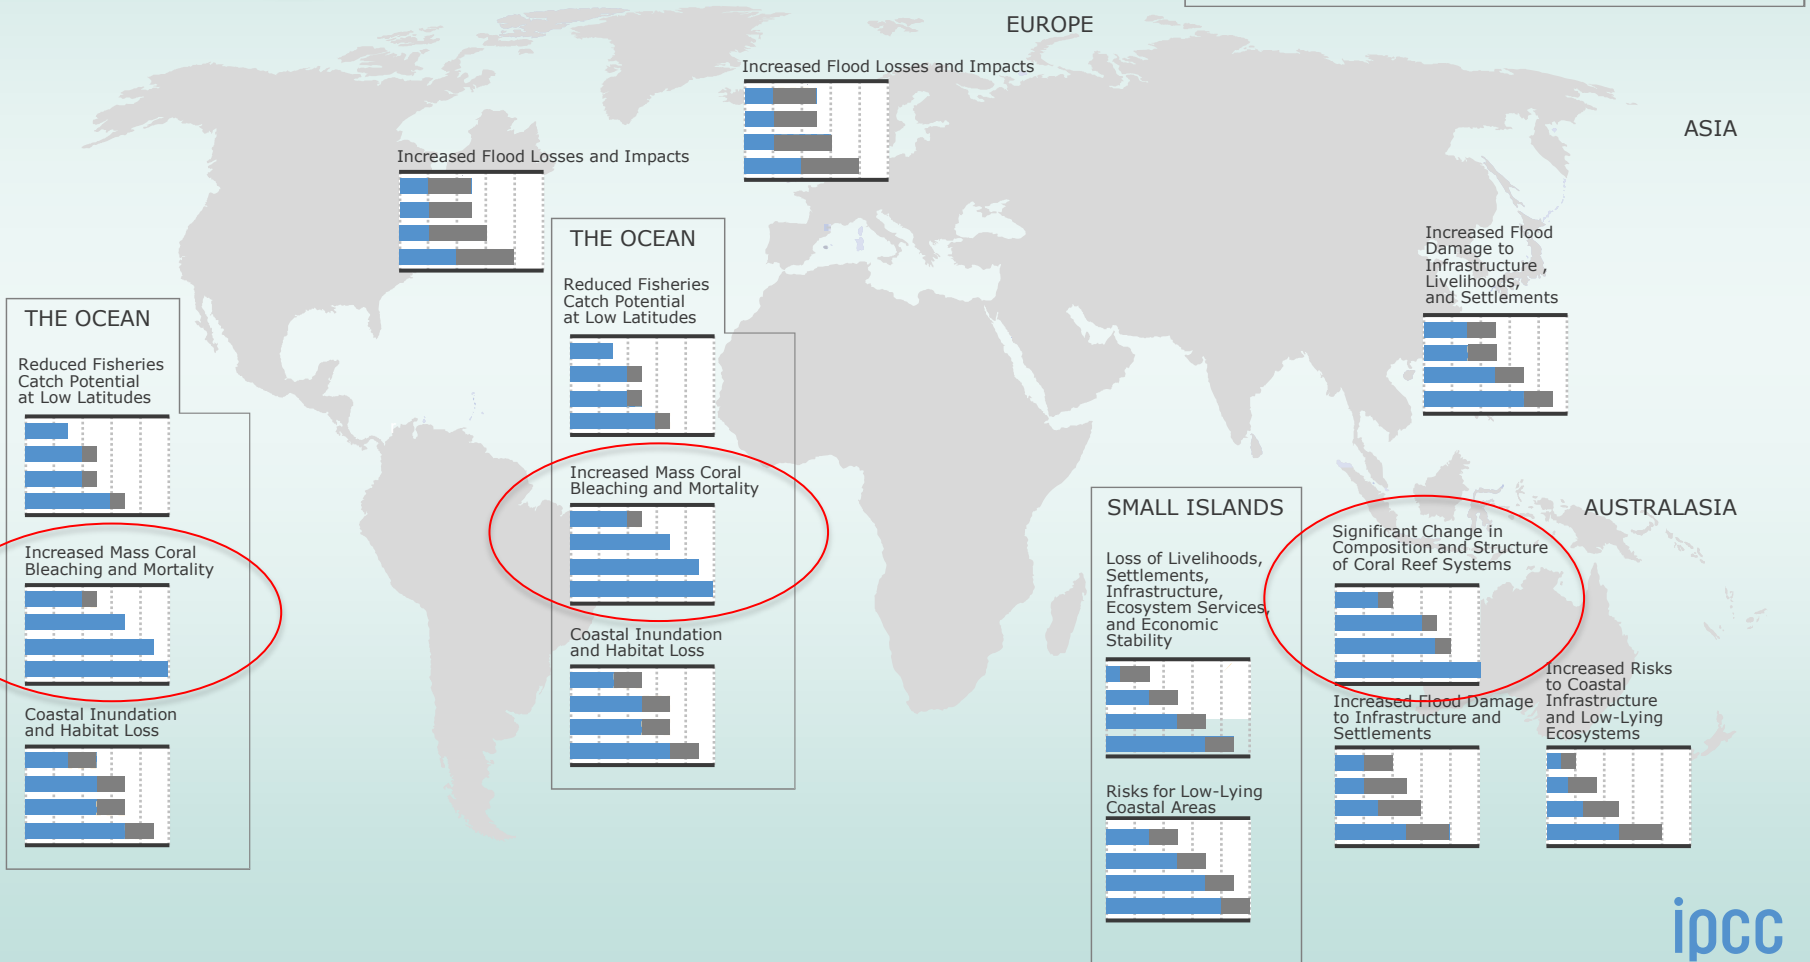 EUROPE
Increased Flood Losses and Impacts
ASIA
Increased Flood Losses and Impacts
THE OCEAN
Reduced Fisheries
Catch Potential
at Low Latitudes
Increased Mass Coral
Bleaching and Mortality
Coastal Inundation
and Habitat Loss
THE OCEAN
Reduced Fisheries
Catch Potential
at Low Latitudes
Increased Mass Coral
Bleaching and Mortality
Coastal Inundation
and Habitat Loss
Increased Flood
Damage to
Infrastructure ,
Livelihoods,
and Settlements
SMALL ISLANDS
Loss of Livelihoods,
Settlements,
Infrastructure,
Ecosystem Services,
and Economic
Stability
Risks for Low-Lying
Coastal Areas
AUSTRALASIA
Significant Change in
Composition and Structure
of Coral Reef Systems
Increased Flood Damage
to Infrastructure and
Settlements
Increased Risks
to Coastal
Infrastructure
and Low-Lying
Ecosystems
ipcc